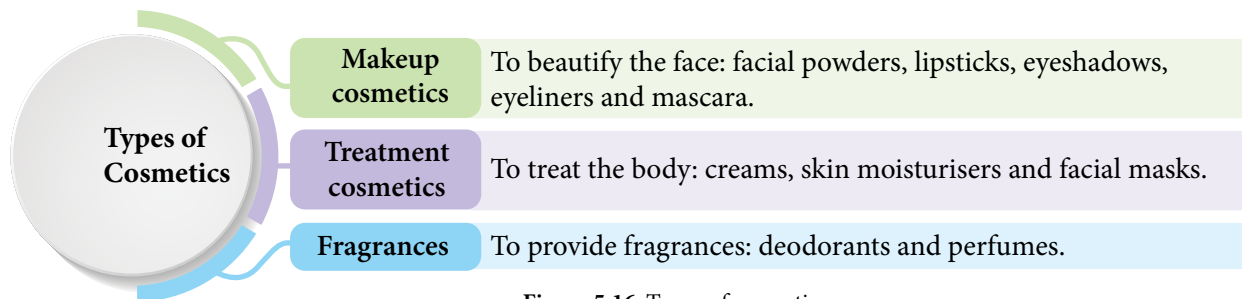 Types of
Cosmetics
Makeup
cosmetics
To beautify the face: facial powders, lipsticks, eyeshadows,
eyeliners and mascara.
Treatment
cosmetics
To treat the body: creams, skin moisturisers and facial masks.
Fragrances
To provide fragrances: deodorants and perfumes.